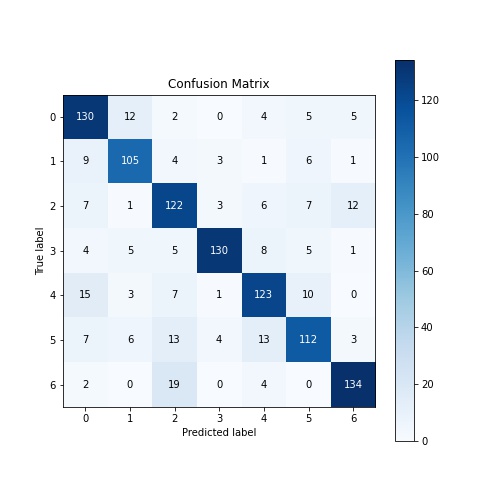 Confusion Matrix
0 130 12 2 0 4 5 5
1 9 105 4 3 1 6 1
2 7 1 122 3 6 7 12
3 4 5 5 130 8 5 1
4 15 3 7 1 123 10 0
5 7 6 13 4 13 112 3
6 2 0 19 0 4 0 134
0 1 2 3 4 5 6
True label
Predicted label
120
100
80
60
40
20
0